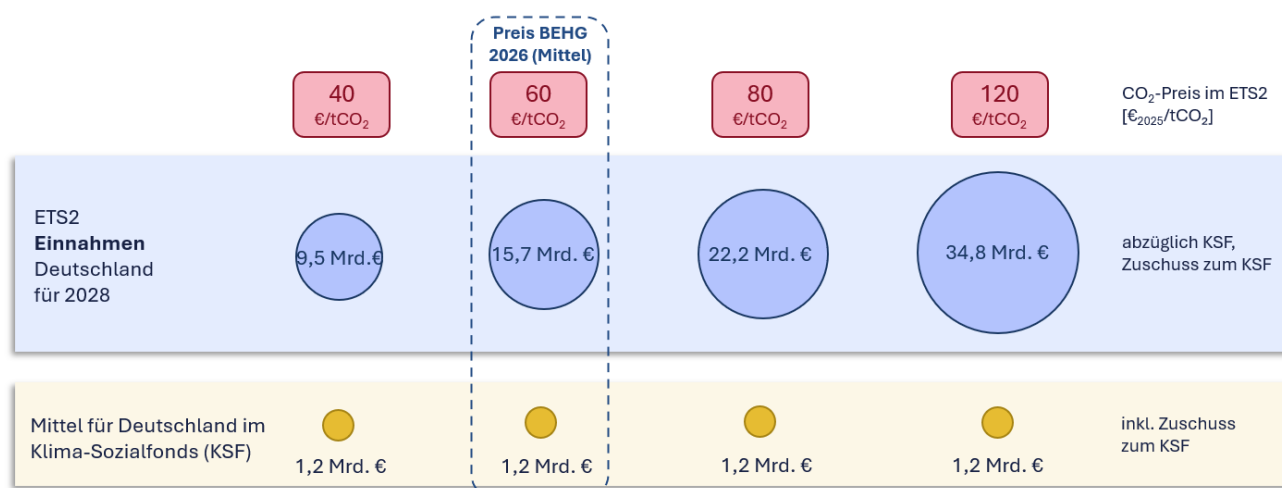 Preis BEHG
2026 (Mittel)
40
€/tCO₂
60
€/tCO₂
80
€/tCO₂
120
€/tCO₂
CO₂-Preis im ETS2
[€₂₀₂₅/tCO₂]
ETS2
Einnahmen
Deutschland
für 2028
9,5 Mrd.€
15,7 Mrd. €
22,2 Mrd. €
34,8 Mrd. €
abzüglich KSF,
Zuschuss zum KSF
Mittel für Deutschland im
Klima-Sozialfonds (KSF)
1,2 Mrd. €
1,2 Mrd. €
1,2 Mrd. €
1,2 Mrd. €
inkl. Zuschuss
zum KSF